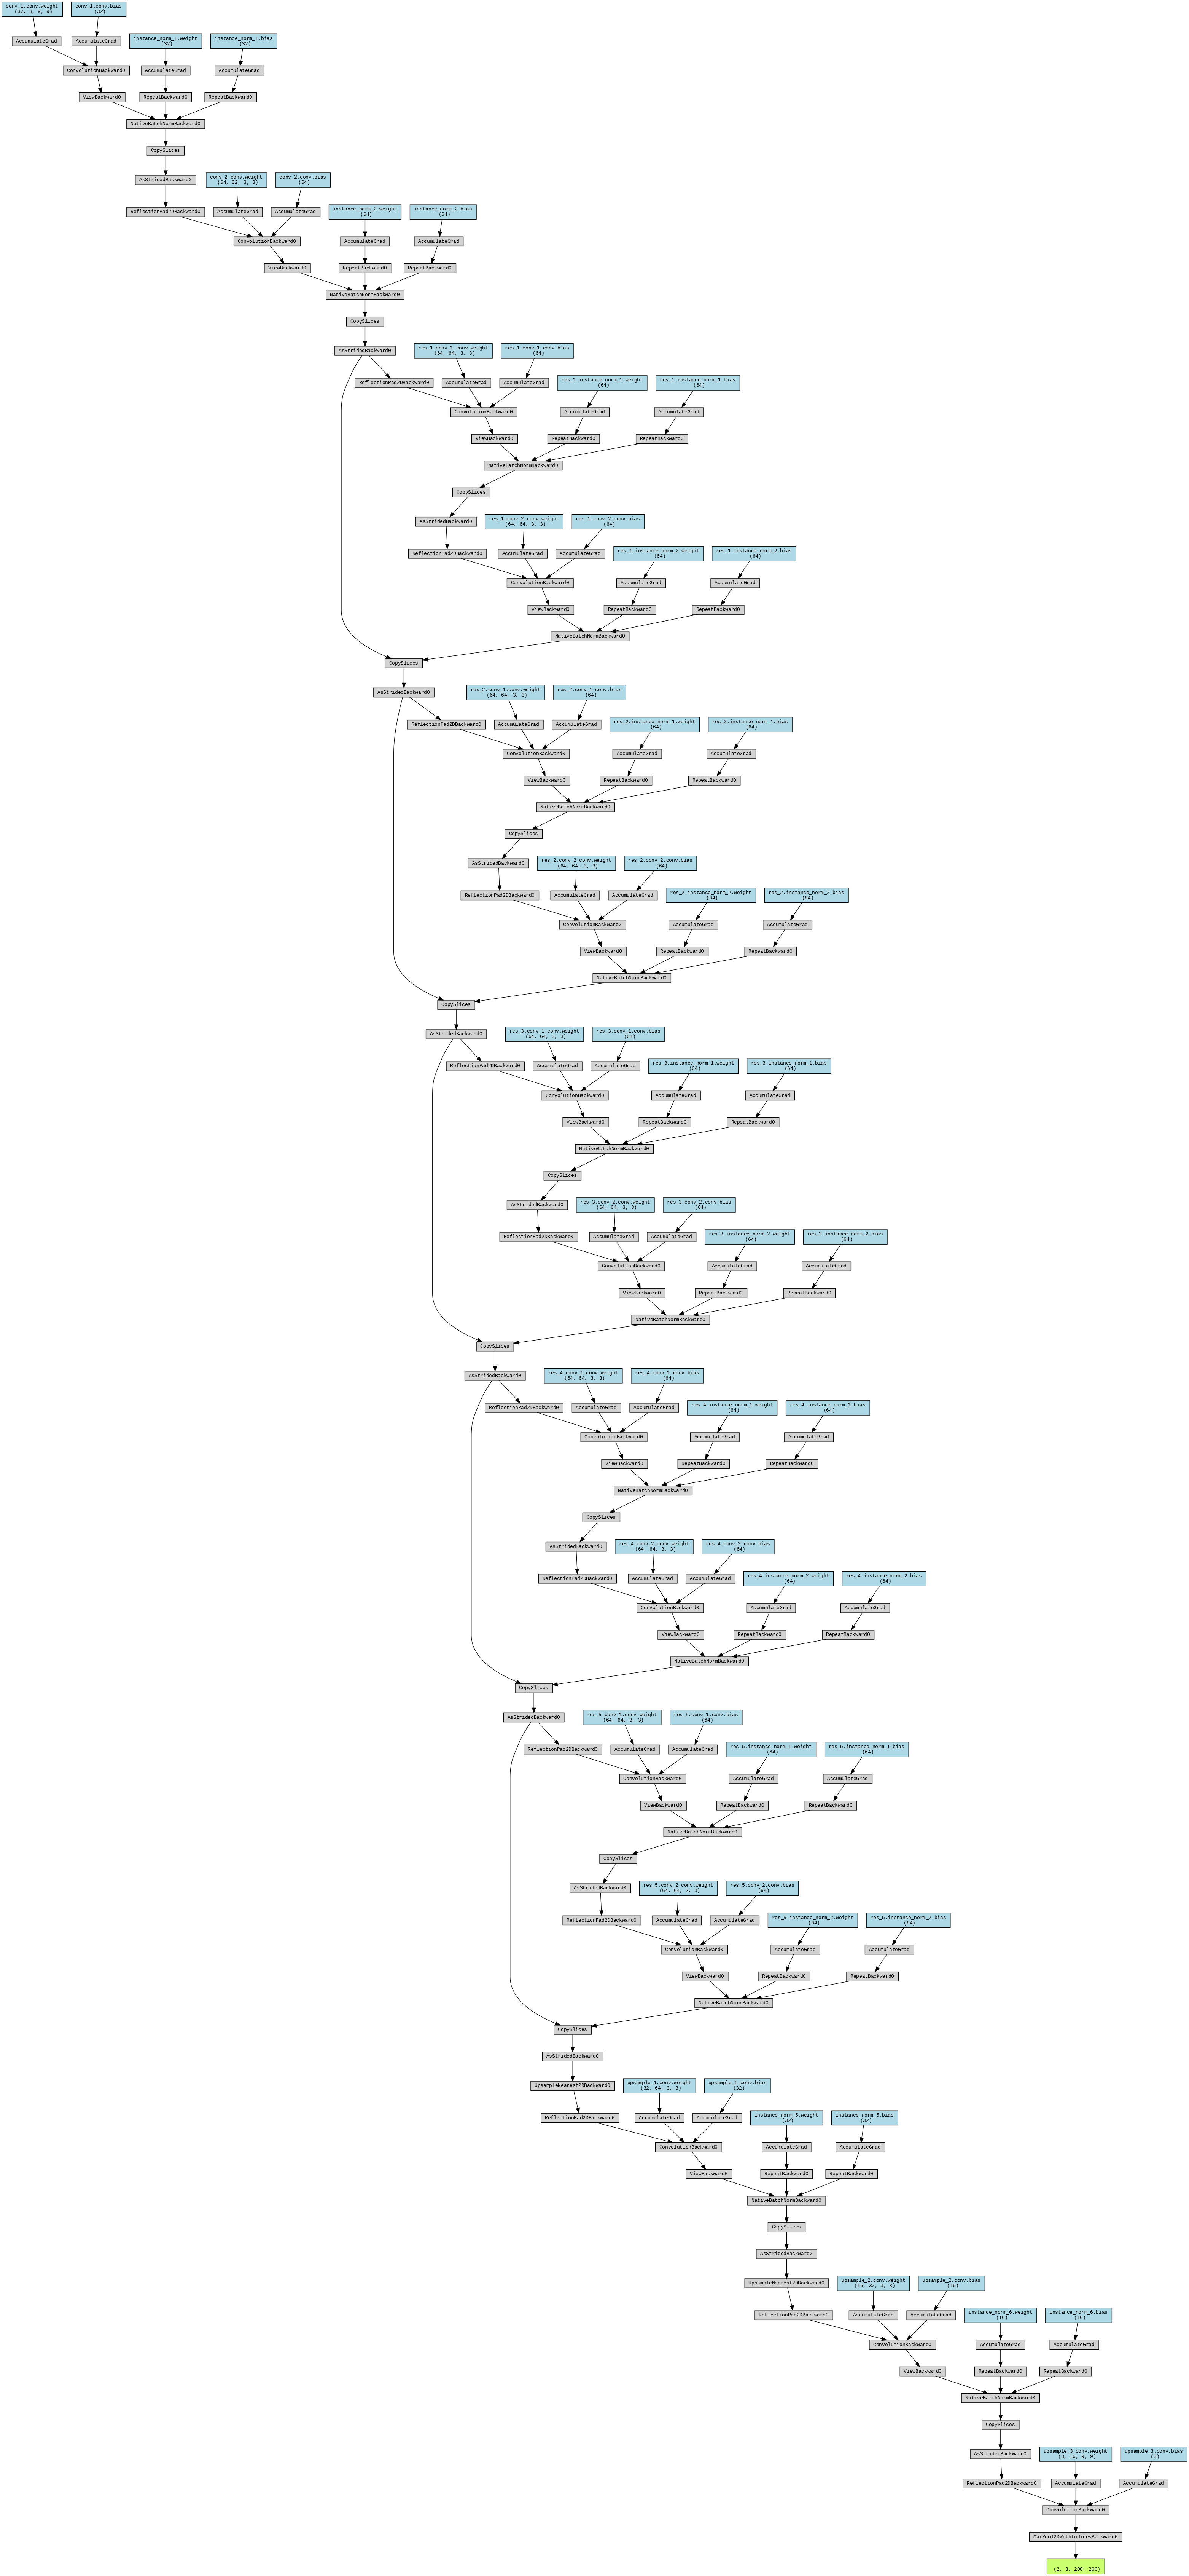 conv_1.conv.weight
(32, 3, 9, 9)
conv_1.conv.bias
(32)
AccumulateGrad
AccumulateGrad
instance_norm_1.weight
(32)
instance_norm_1.bias
(32)
ConvolutionBackward0
AccumulateGrad
AccumulateGrad
ViewBackward0
RepeatBackward0
RepeatBackward0
NativeBatchNormBackward0
CopySlices
AsStridedBackward0
conv_2.conv.weight
(64, 32, 3, 3)
conv_2.conv.bias
(64)
ReflectionPad2DBackward0
AccumulateGrad
AccumulateGrad
instance_norm_2.weight
(64)
instance_norm_2.bias
(64)
ConvolutionBackward0
AccumulateGrad
AccumulateGrad
ViewBackward0
RepeatBackward0
RepeatBackward0
NativeBatchNormBackward0
CopySlices
AsStridedBackward0
res_1.conv_1.conv.weight
(64, 64, 3, 3)
res_1.conv_1.conv.bias
(64)
ReflectionPad2DBackward0
AccumulateGrad
AccumulateGrad
res_1.instance_norm_1.weight
(64)
res_1.instance_norm_1.bias
(64)
ConvolutionBackward0
AccumulateGrad
AccumulateGrad
ViewBackward0
RepeatBackward0
RepeatBackward0
NativeBatchNormBackward0
CopySlices
AsStridedBackward0
res_1.conv_2.conv.weight
(64, 64, 3, 3)
res_1.conv_2.conv.bias
(64)
ReflectionPad2DBackward0
AccumulateGrad
AccumulateGrad
res_1.instance_norm_2.weight
(64)
res_1.instance_norm_2.bias
(64)
ConvolutionBackward0
AccumulateGrad
AccumulateGrad
ViewBackward0
RepeatBackward0
RepeatBackward0
NativeBatchNormBackward0
CopySlices
AsStridedBackward0
res_2.conv_1.conv.weight
(64, 64, 3, 3)
res_2.conv_1.conv.bias
(64)
ReflectionPad2DBackward0
AccumulateGrad
AccumulateGrad
res_2.instance_norm_1.weight
(64)
res_2.instance_norm_1.bias
(64)
ConvolutionBackward0
AccumulateGrad
AccumulateGrad
ViewBackward0
RepeatBackward0
RepeatBackward0
NativeBatchNormBackward0
CopySlices
AsStridedBackward0
res_2.conv_2.conv.weight
(64, 64, 3, 3)
res_2.conv_2.conv.bias
(64)
ReflectionPad2DBackward0
AccumulateGrad
AccumulateGrad
res_2.instance_norm_2.weight
(64)
res_2.instance_norm_2.bias
(64)
ConvolutionBackward0
AccumulateGrad
AccumulateGrad
ViewBackward0
RepeatBackward0
RepeatBackward0
NativeBatchNormBackward0
CopySlices
AsStridedBackward0
res_3.conv_1.conv.weight
(64, 64, 3, 3)
res_3.conv_1.conv.bias
(64)
ReflectionPad2DBackward0
AccumulateGrad
AccumulateGrad
res_3.instance_norm_1.weight
(64)
res_3.instance_norm_1.bias
(64)
ConvolutionBackward0
AccumulateGrad
AccumulateGrad
ViewBackward0
RepeatBackward0
RepeatBackward0
NativeBatchNormBackward0
CopySlices
AsStridedBackward0
res_3.conv_2.conv.weight
(64, 64, 3, 3)
res_3.conv_2.conv.bias
(64)
ReflectionPad2DBackward0
AccumulateGrad
AccumulateGrad
res_3.instance_norm_2.weight
(64)
res_3.instance_norm_2.bias
(64)
ConvolutionBackward0
AccumulateGrad
AccumulateGrad
ViewBackward0
RepeatBackward0
RepeatBackward0
NativeBatchNormBackward0
CopySlices
AsStridedBackward0
res_4.conv_1.conv.weight
(64, 64, 3, 3)
res_4.conv_1.conv.bias
(64)
ReflectionPad2DBackward0
AccumulateGrad
AccumulateGrad
res_4.instance_norm_1.weight
(64)
res_4.instance_norm_1.bias
(64)
ConvolutionBackward0
AccumulateGrad
AccumulateGrad
ViewBackward0
RepeatBackward0
RepeatBackward0
NativeBatchNormBackward0
CopySlices
AsStridedBackward0
res_4.conv_2.conv.weight
(64, 64, 3, 3)
res_4.conv_2.conv.bias
(64)
ReflectionPad2DBackward0
AccumulateGrad
AccumulateGrad
res_4.instance_norm_2.weight
(64)
res_4.instance_norm_2.bias
(64)
ConvolutionBackward0
AccumulateGrad
AccumulateGrad
ViewBackward0
RepeatBackward0
RepeatBackward0
NativeBatchNormBackward0
CopySlices
AsStridedBackward0
res_5.conv_1.conv.weight
(64, 64, 3, 3)
res_5.conv_1.conv.bias
(64)
ReflectionPad2DBackward0
AccumulateGrad
AccumulateGrad
res_5.instance_norm_1.weight
(64)
res_5.instance_norm_1.bias
(64)
ConvolutionBackward0
AccumulateGrad
AccumulateGrad
ViewBackward0
RepeatBackward0
RepeatBackward0
NativeBatchNormBackward0
CopySlices
AsStridedBackward0
res_5.conv_2.conv.weight
(64, 64, 3, 3)
res_5.conv_2.conv.bias
(64)
ReflectionPad2DBackward0
AccumulateGrad
AccumulateGrad
res_5.instance_norm_2.weight
(64)
res_5.instance_norm_2.bias
(64)
ConvolutionBackward0
AccumulateGrad
AccumulateGrad
ViewBackward0
RepeatBackward0
RepeatBackward0
NativeBatchNormBackward0
CopySlices
AsStridedBackward0
UpsampleNearest2DBackward0
upsample_1.conv.weight
(32, 64, 3, 3)
upsample_1.conv.bias
(32)
ReflectionPad2DBackward0
AccumulateGrad
AccumulateGrad
instance_norm_5.weight
(32)
instance_norm_5.bias
(32)
ConvolutionBackward0
AccumulateGrad
AccumulateGrad
ViewBackward0
RepeatBackward0
RepeatBackward0
NativeBatchNormBackward0
CopySlices
AsStridedBackward0
UpsampleNearest2DBackward0
upsample_2.conv.weight
(16, 32, 3, 3)
upsample_2.conv.bias
(16)
ReflectionPad2DBackward0
AccumulateGrad
AccumulateGrad
instance_norm_6.weight
(16)
instance_norm_6.bias
(16)
ConvolutionBackward0
AccumulateGrad
AccumulateGrad
ViewBackward0
RepeatBackward0
RepeatBackward0
NativeBatchNormBackward0
CopySlices
AsStridedBackward0
upsample_3.conv.weight
(3, 16, 9, 9)
upsample_3.conv.bias
(3)
ReflectionPad2DBackward0
AccumulateGrad
AccumulateGrad
ConvolutionBackward0
MaxPool2DWithIndicesBackward0
(2, 3, 200, 200)